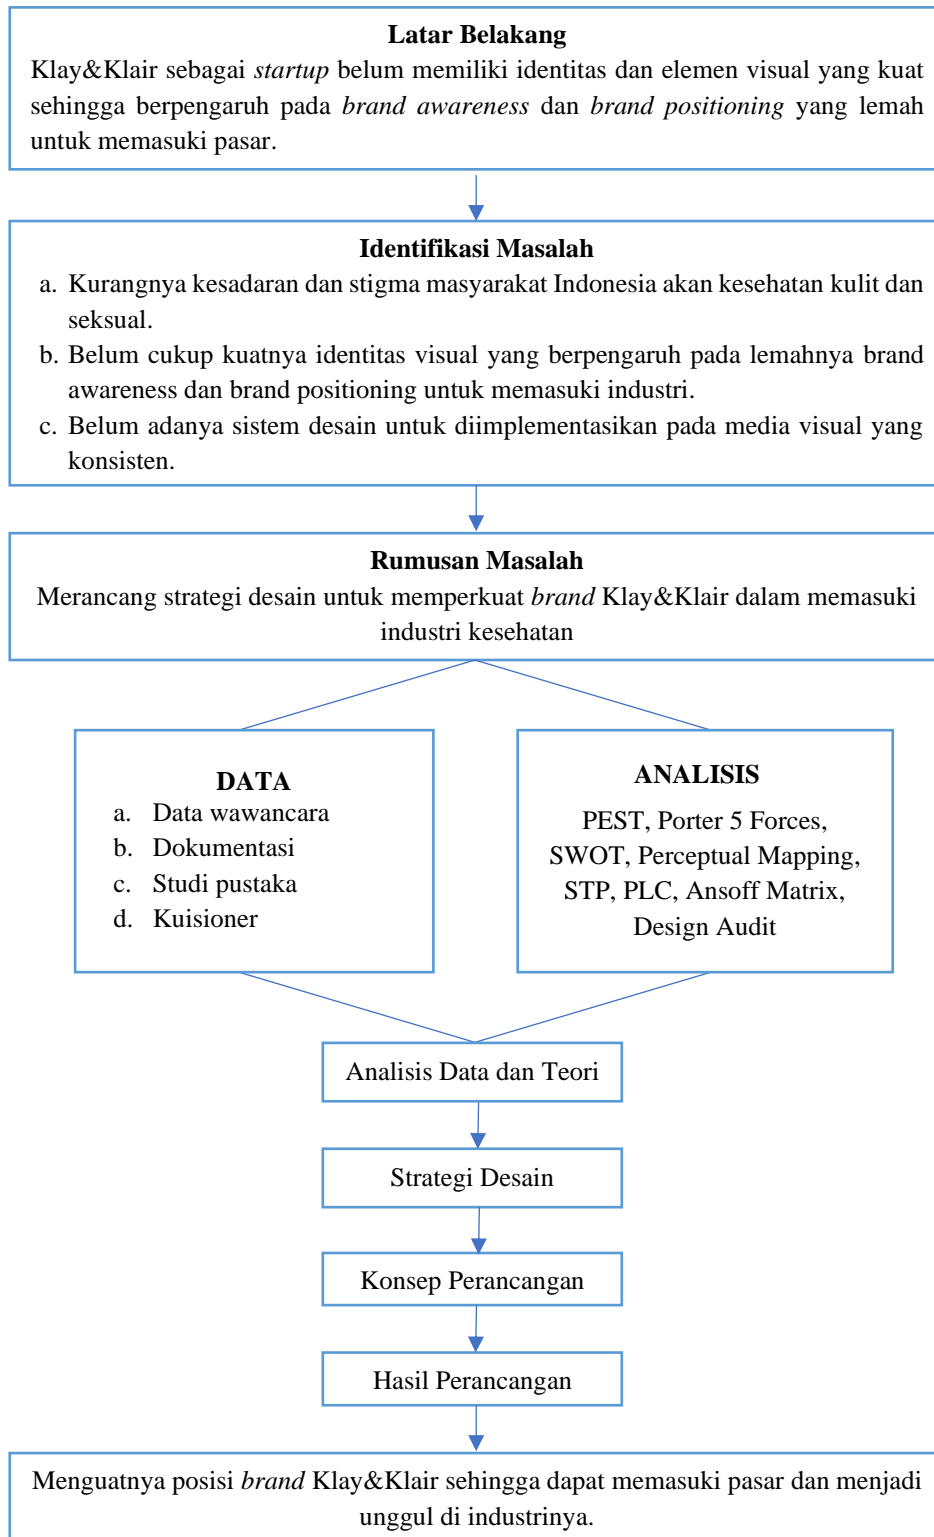 Latar Belakang
Klay&Klair sebagai startup belum memiliki identitas dan elemen visual yang kuat
sehingga berpengaruh pada brand awareness dan brand positioning yang lemah
untuk memasuki pasar.
Identifikasi Masalah
a. Kurangnya kesadaran dan stigma masyarakat Indonesia akan kesehatan kulit dan
seksual.
b. Belum cukup kuatnya identitas visual yang berpengaruh pada lemahnya brand
awareness dan brand positioning untuk memasuki industri.
c. Belum adanya sistem desain untuk diimplementasikan pada media visual yang
konsisten.
Rumusan Masalah
Merancang strategi desain untuk memperkuat brand Klay&Klair dalam memasuki
industri kesehatan
DATA
a. Data wawancara
b. Dokumentasi
c. Studi pustaka
d. Kuisioner
ANALISIS
PEST, Porter 5 Forces,
SWOT, Perceptual Mapping,
STP, PLC, Ansoff Matrix,
Design Audit
Analisis Data dan Teori
Strategi Desain
Konsep Perancangan
Hasil Perancangan
Menguatnya posisi brand Klay&Klair sehingga dapat memasuki pasar dan menjadi
unggul di industrinya.